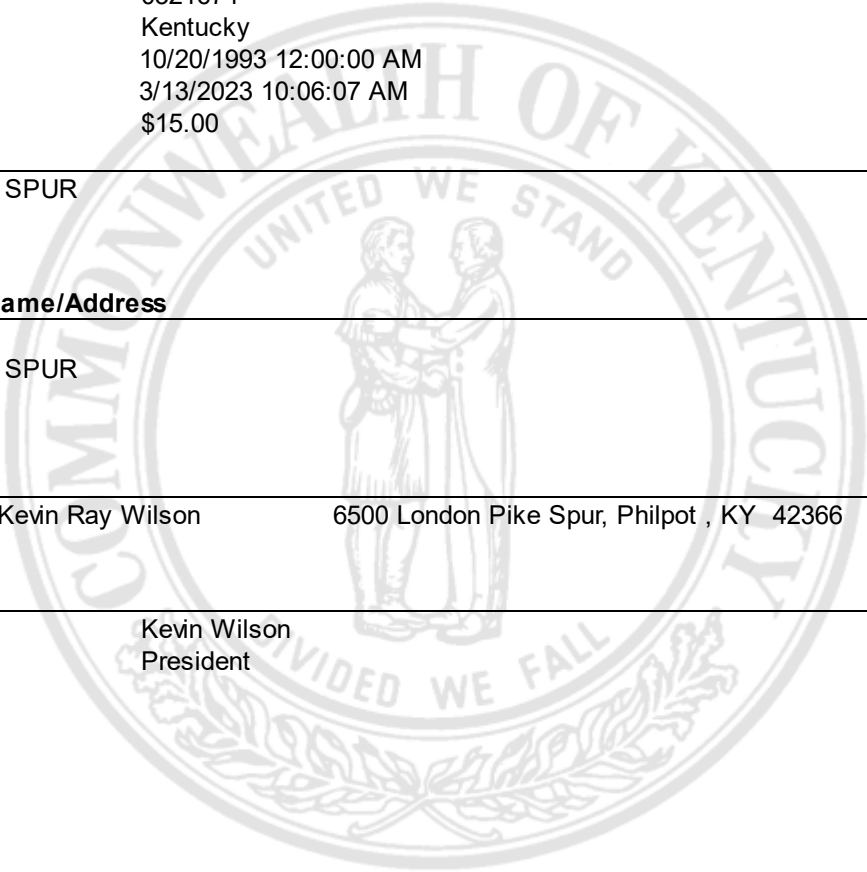 Kentucky
10/20/1993 12:00:00 AM
3/13/2023 10:06:07 AM
$15.00
SPUR
ame/Address
SPUR
Kevin Ray Wilson 6500 London Pike Spur, Philpot , KY 42366
Kevin Wilson
President
COMMONWEALTH OF KENTUCKY
UNITED WE STAND
DIVIDED WE FALL